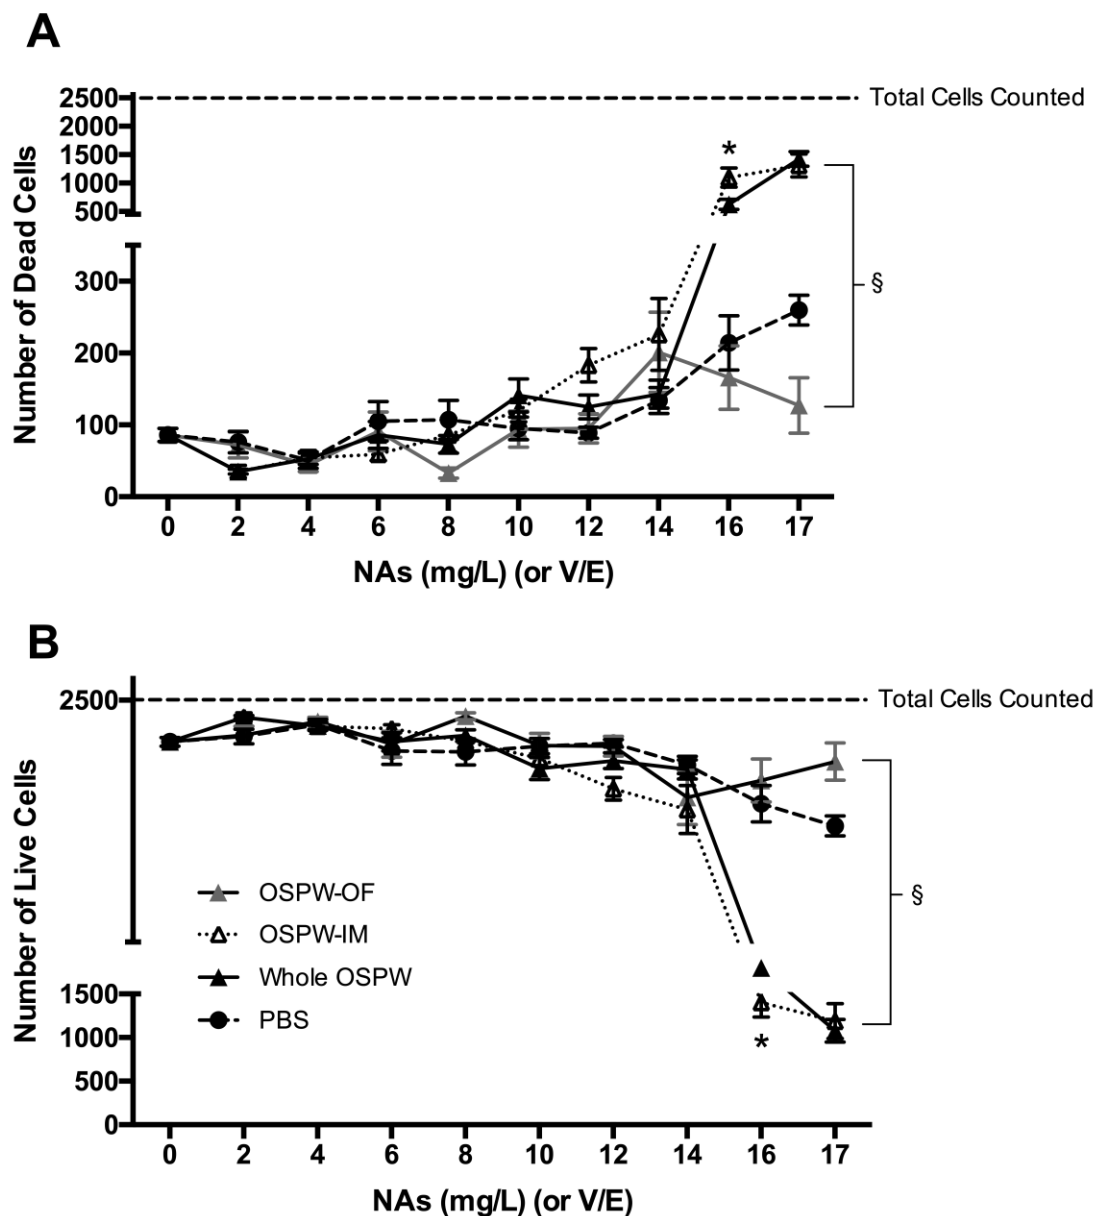 A
Number of Dead Cells
2500
2000
1500
1000
500
300
200
100
0
Total Cells Counted
*
§
0 2 4 6 8 10 12 14 16 17
NAs (mg/L) (or V/E)
B
Number of Live Cells
2500
1500
1000
500
0
Total Cells Counted
OSPW-OF
OSPW-IM
Whole OSPW
PBS
§
*
0 2 4 6 8 10 12 14 16 17
NAs (mg/L) (or V/E)